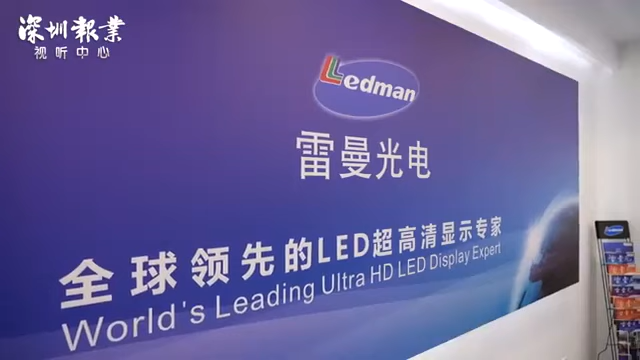 深圳報業
视听中心
Ledman
雷曼光电
全球领先的LED超高清显示专家
World's Leading Ultra HD LED Display Expert
Ledman